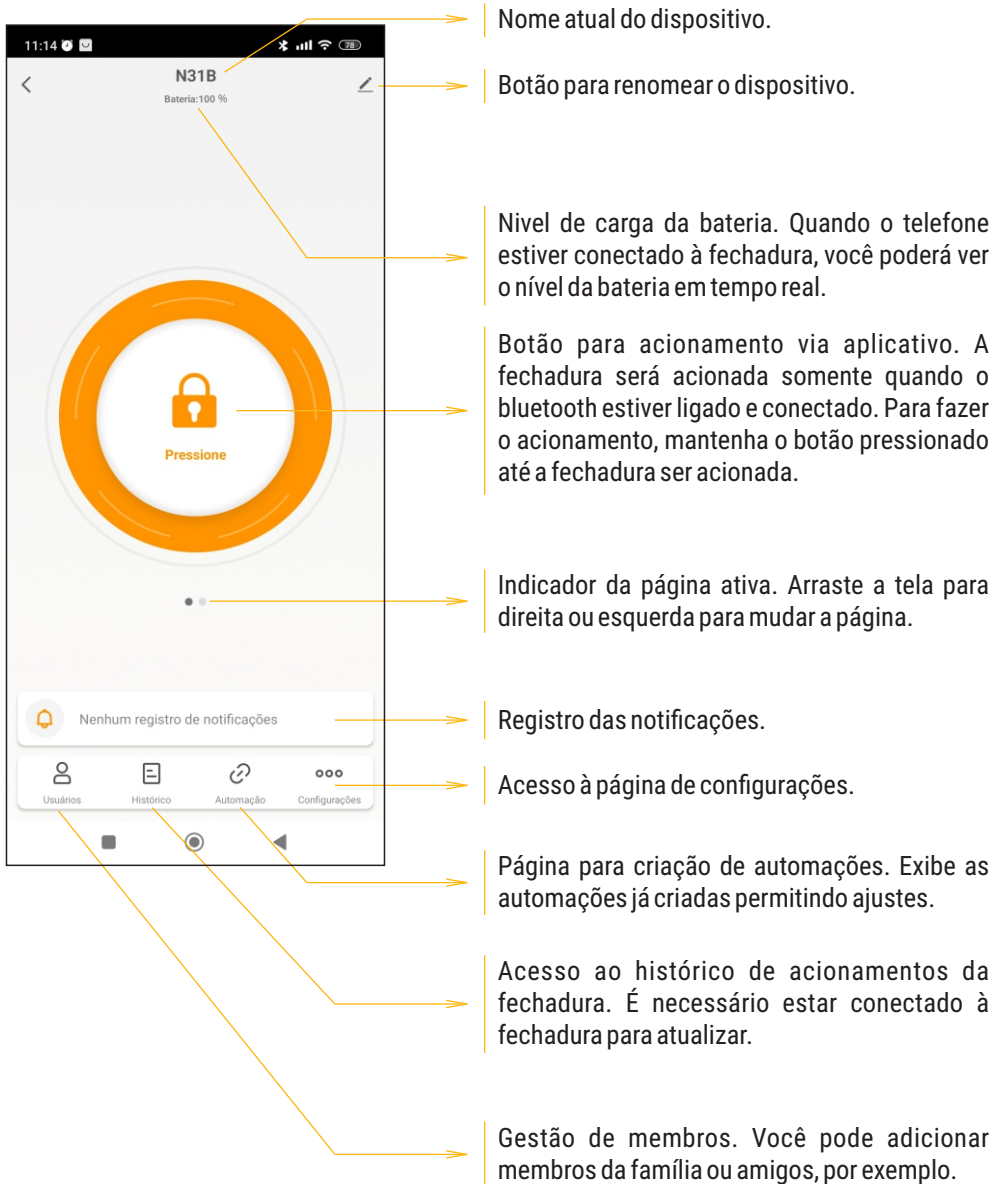 11:14
78
N31B
Bateria:100 %
Pressione
Nenhum registro de notificações
Usuários
Histórico
Automação
Configurações
Nome atual do dispositivo.
Botão para renomear o dispositivo.
Nivel de carga da bateria. Quando o telefone
estiver conectado à fechadura, você poderá ver
o nível da bateria em tempo real.
Botão para acionamento via aplicativo. A
fechadura será acionada somente quando o
bluetooth estiver ligado e conectado. Para fazer
o acionamento, mantenha o botão pressionado
até a fechadura ser acionada.
Indicador da página ativa. Arraste a tela para
direita ou esquerda para mudar a página.
Registro das notificações.
Acesso à página de configurações.
Página para criação de automações. Exibe as
automações já criadas permitindo ajustes.
Acesso ao histórico de acionamentos da
fechadura. É necessário estar conectado à
fechadura para atualizar.
Gestão de membros. Você pode adicionar
membros da família ou amigos, por exemplo.